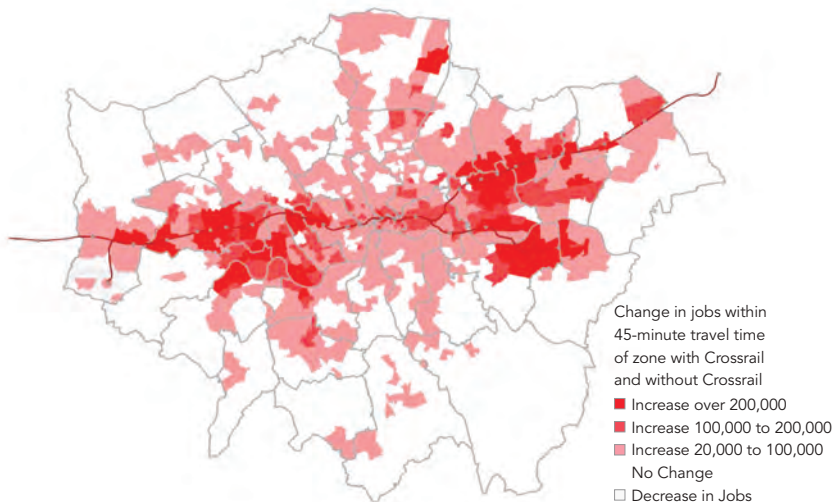 Change in jobs within
45-minute travel time
of zone with Crossrail
and without Crossrail
Increase over 200,000
Increase 100,000 to 200,000
Increase 20,000 to 100,000
No Change
Decrease in Jobs